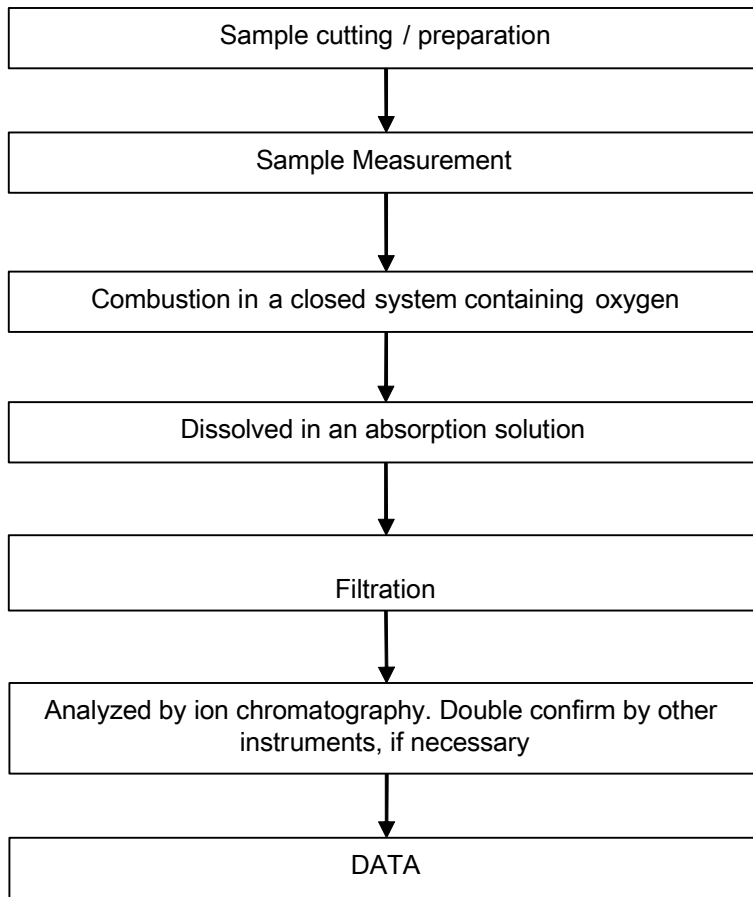 Sample cutting / preparation
Sample Measurement
Combustion in a closed system containing oxygen
Dissolved in an absorption solution
Filtration
Analyzed by ion chromatography. Double confirm by other
instruments, if necessary
DATA